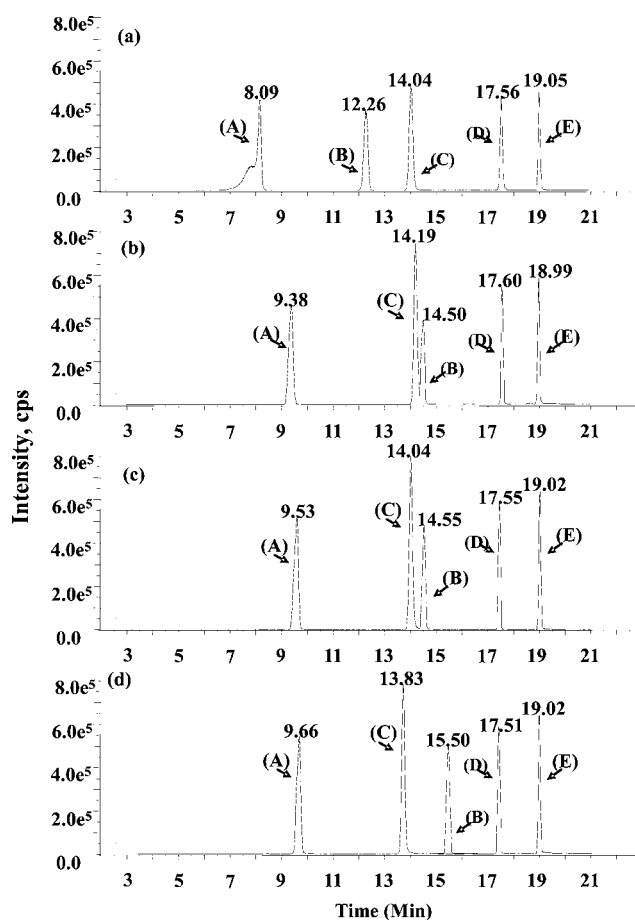 (a)
8.0e5
6.0e5
4.0e5
2.0e5
0.0
8.09
12.26
14.04
17.56
19.05
(A)
(B)
(C)
(D)
(E)
3 5 7 9 11 13 15 17 19 21
(b)
8.0e5
6.0e5
4.0e5
2.0e5
0.0
9.38
14.19
14.50
17.60
18.99
(A)
(C)
(B)
(D)
(E)
3 5 7 9 11 13 15 17 19 21
(c)
8.0e5
6.0e5
4.0e5
2.0e5
0.0
9.53
14.04
14.55
17.55
19.02
(A)
(C)
(B)
(D)
(E)
3 5 7 9 11 13 15 17 19 21
(d)
8.0e5
6.0e5
4.0e5
2.0e5
0.0
9.66
13.83
15.50
17.51
19.02
(A)
(C)
(B)
(D)
(E)
3 5 7 9 11 13 15 17 19 21
Time (Min)
Intensity, cps